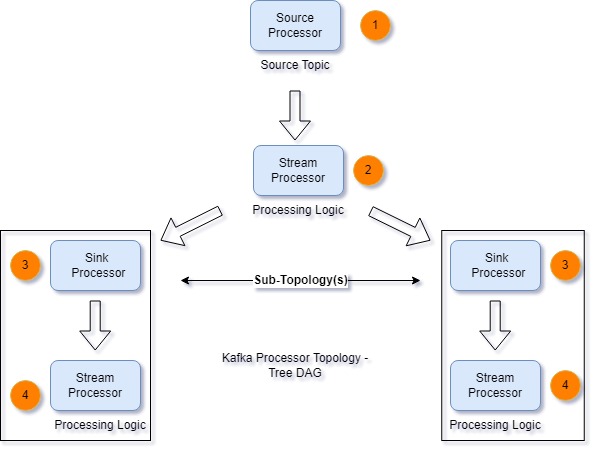 Source
Processor
1
Source Topic
Stream
Processor
2
Processing Logic
3
Sink
Processor
Sub-Topology(s)
Sink
Processor
3
Kafka Processor Topology -
Tree DAG
4
Stream
Processor
Processing Logic
Stream
Processor
4
Processing Logic